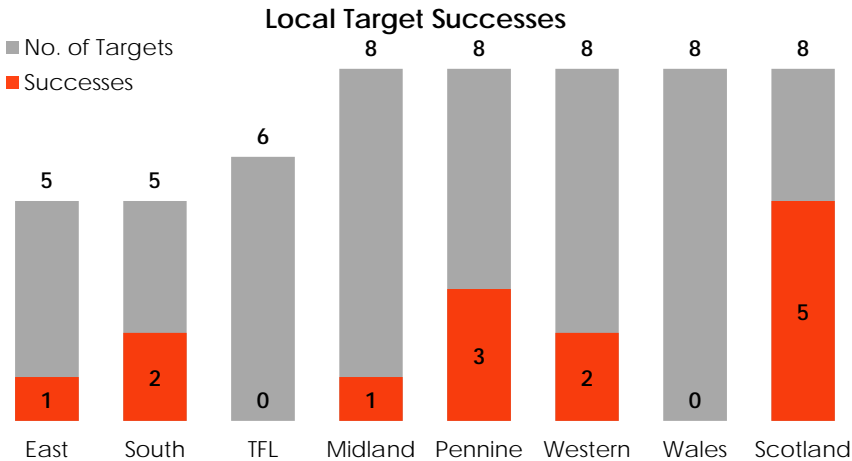 Local Target Successes
No. of Targets
Successes
8 8 8 8 8
6
5 5
5
3
2 2
1 0 1 0
East South TFL Midland Pennine Western Wales Scotland